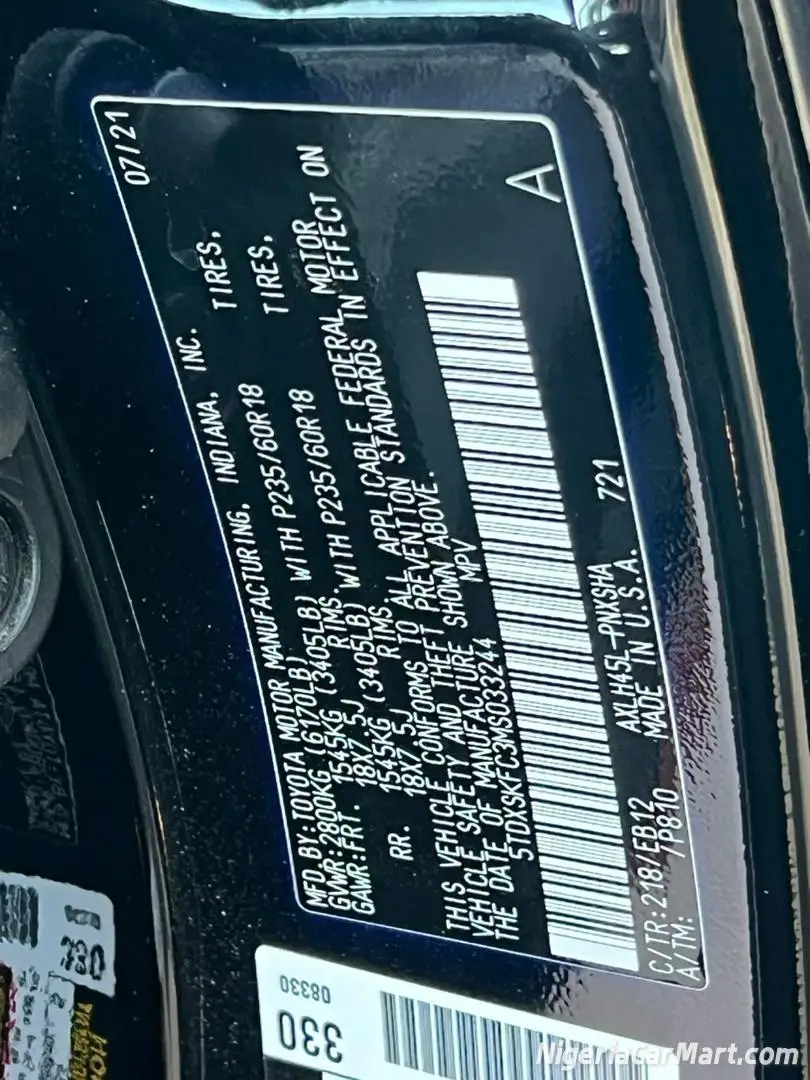 07/21
MFD BY:TOYOTA MOTOR MANUFACTURING, INDIANA, INC.
GVWR:2800KG (6170LB)
GAWR:FRT. 1545KG (3405LB) WITH P235/60R18 TIRES,
18X7.5J RIMS
RR. 1545KG (3405LB) WITH P235/60R18 TIRES,
18X7.5J RIMS
THIS VEHICLE CONFORMS TO ALL APPLICABLE FEDERAL MOTOR
VEHICLE SAFETY AND THEFT PREVENTION STANDARDS IN EFFECT ON
THE DATE OF MANUFACTURE SHOWN ABOVE.
5TDXSKFC3MS033244 MPV
A
C/TR:218/EB12 AXLH45L-PNXSHA 721
A/TM: /P810 MADE IN U.S.A.
330
08330
330
NigeriaCarMart.com